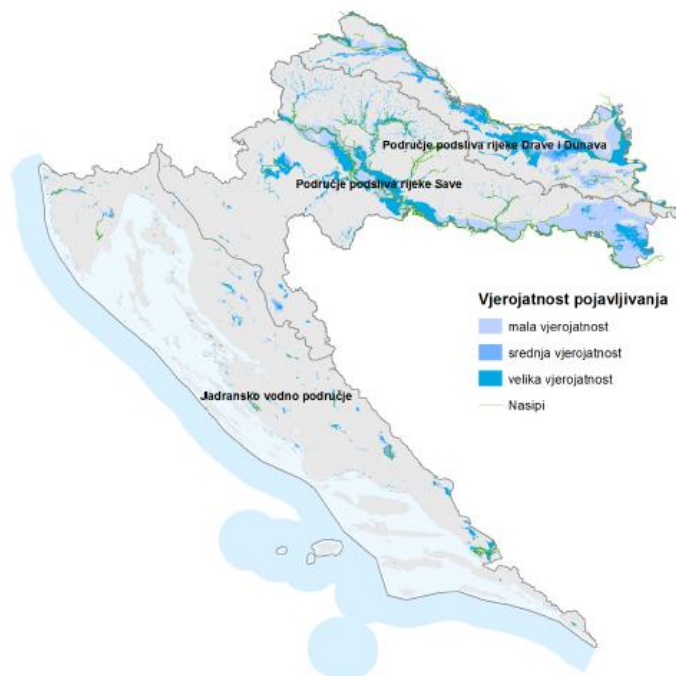 Područje podsliva rijeke Drave i Dunava
Područje podsliva rijeke Save
Vjerojatnost pojavljivanja
mala vjerojatnost
srednja vjerojatnost
velika vjerojatnost
Nasipi
Jadransko vodno područje